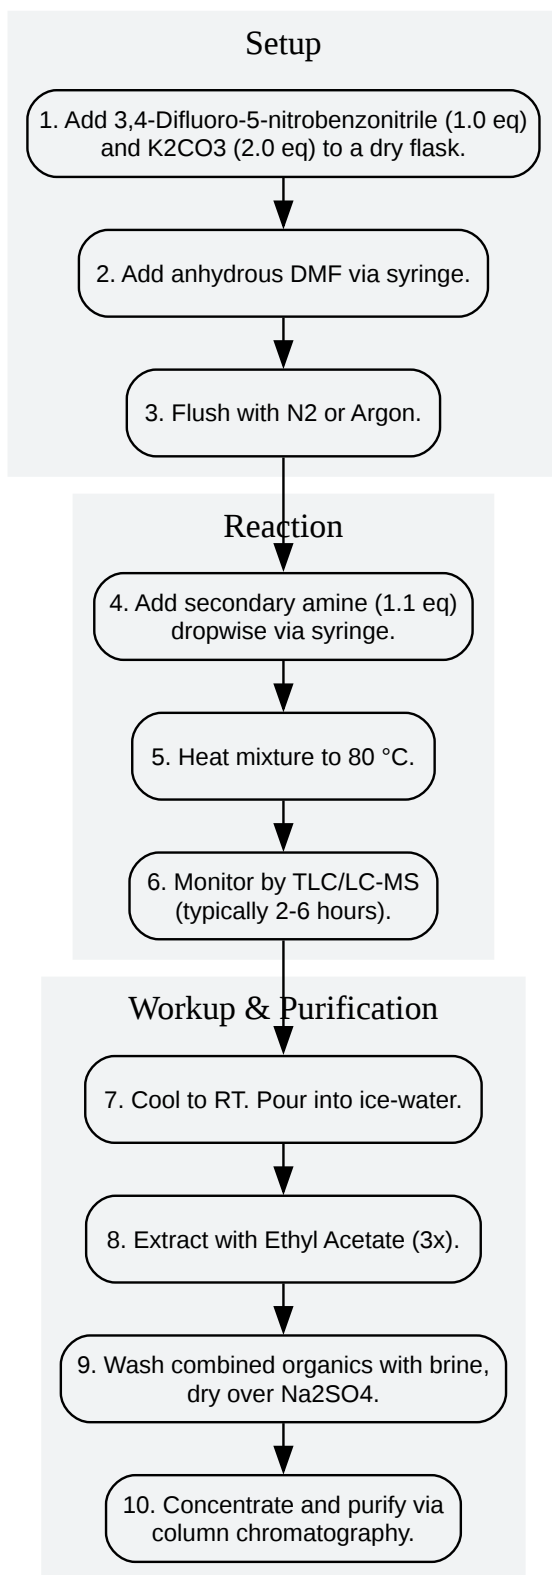 Setup
1. Add 3,4-Difluoro-5-nitrobenzonitrile (1.0 eq)
and K2CO3 (2.0 eq) to a dry flask.
2. Add anhydrous DMF via syringe.
3. Flush with N2 or Argon.
Reaction
4. Add secondary amine (1.1 eq)
dropwise via syringe.
5. Heat mixture to 80 °C.
6. Monitor by TLC/LC-MS
(typically 2-6 hours).
Workup & Purification
7. Cool to RT. Pour into ice-water.
8. Extract with Ethyl Acetate (3x).
9. Wash combined organics with brine,
dry over Na2SO4.
10. Concentrate and purify via
column chromatography.